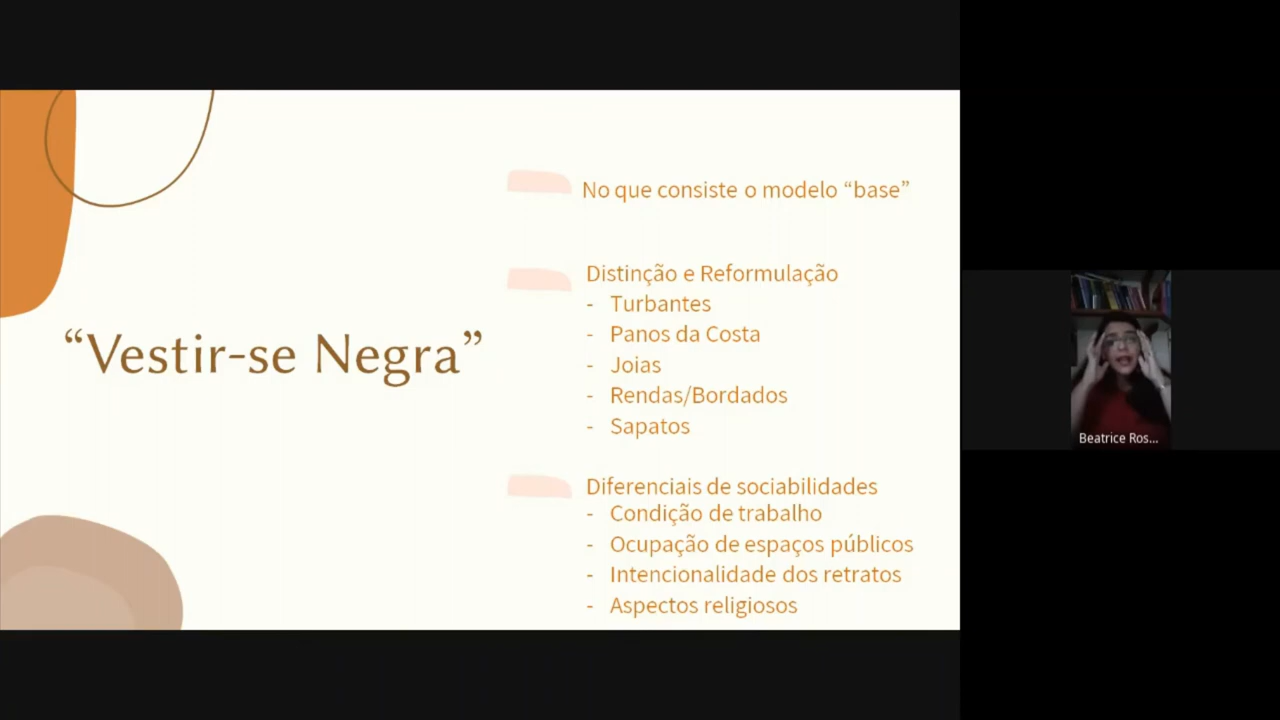 “Vestir-se Negra”
No que consiste o modelo “base”
Distinção e Reformulação
- Turbantes
- Panos da Costa
- Joias
- Rendas/Bordados
- Sapatos
Diferenciais de sociabilidades
- Condição de trabalho
- Ocupação de espaços públicos
- Intencionalidade dos retratos
- Aspectos religiosos
Beatrice Ros...